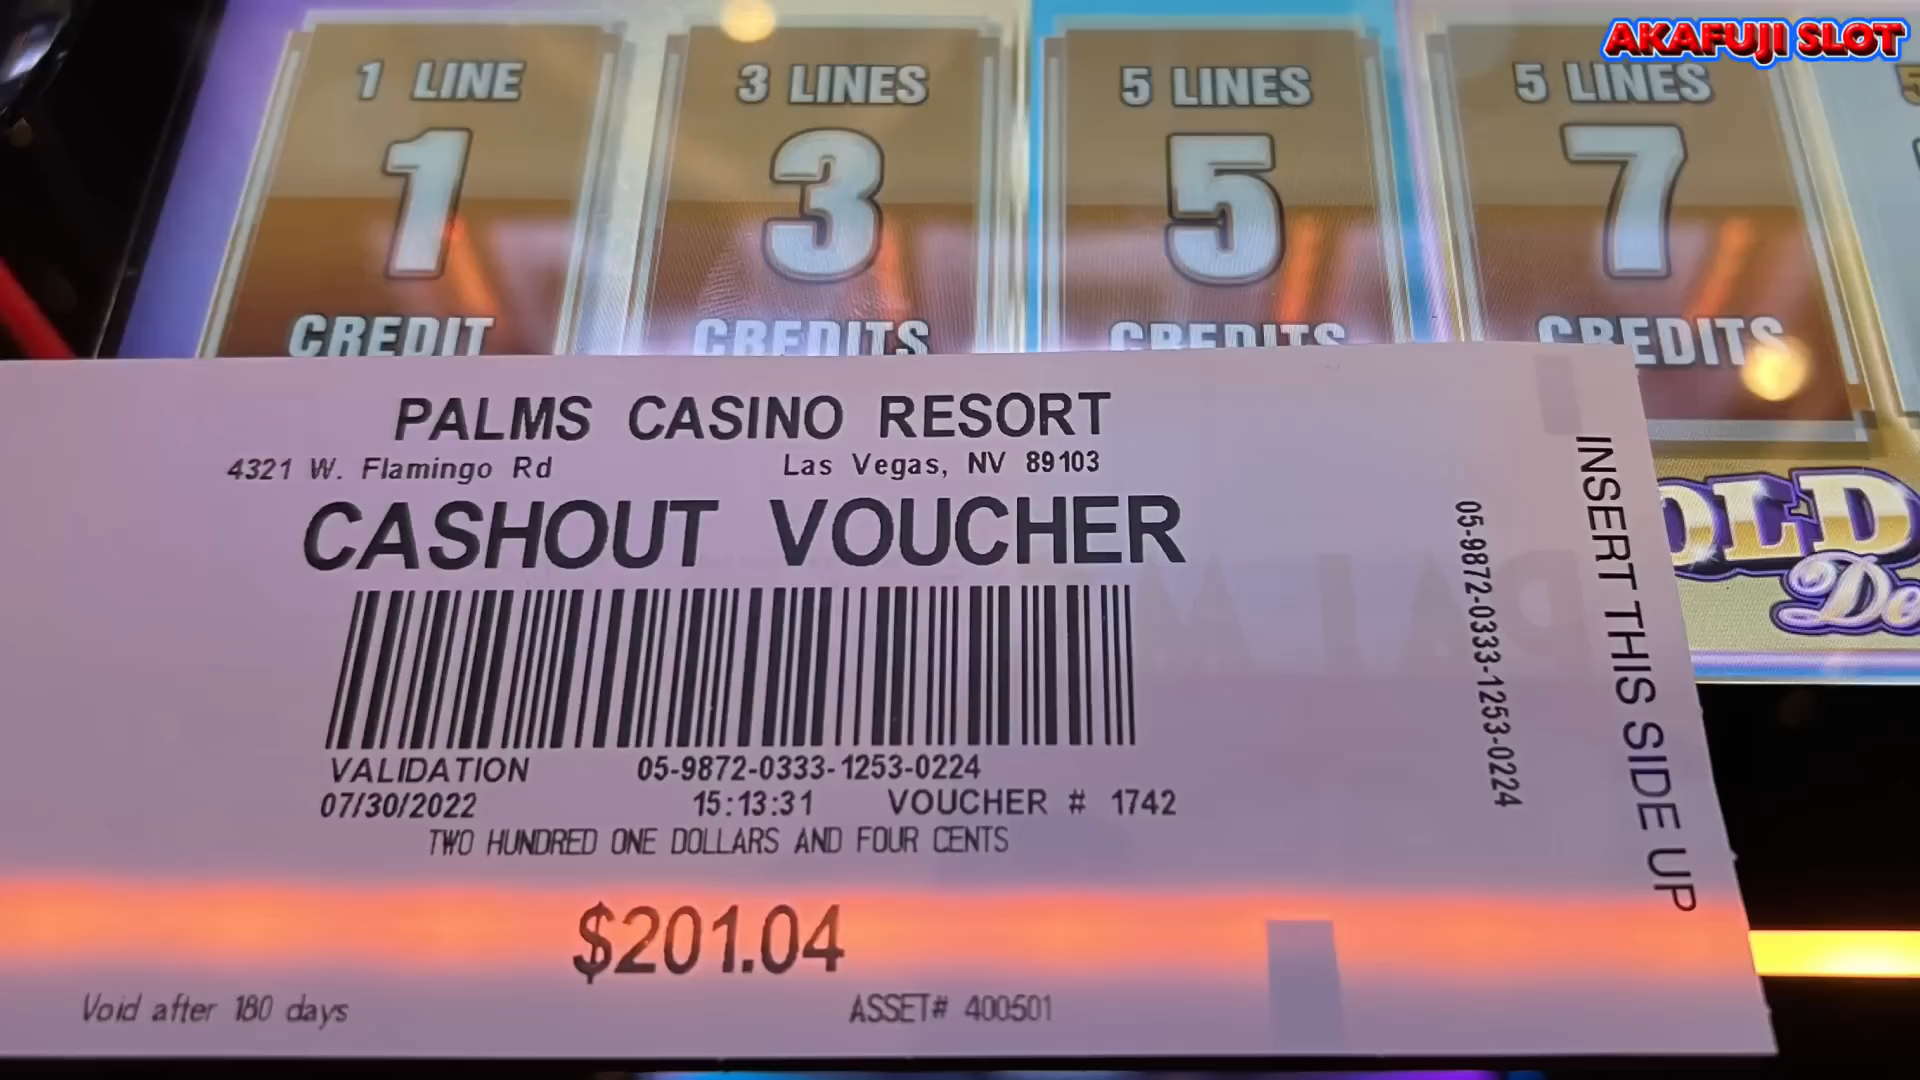 AKAFUJI SLOT
1 LINE
1
CREDIT
3 LINES
3
CREDITS
5 LINES
5
CREDITS
5 LINES
7
CREDITS
PALMS CASINO RESORT
4321 W. Flamingo Rd Las Vegas, NV 89103
CASHOUT VOUCHER
VALIDATION 05-9872-0333-1253-0224
07/30/2022 15:13:31 VOUCHER # 1742
TWO HUNDRED ONE DOLLARS AND FOUR CENTS
$201.04
Void after 180 days ASSET# 400501
05-9872-0333-1253-0224
INSERT THIS SIDE UP